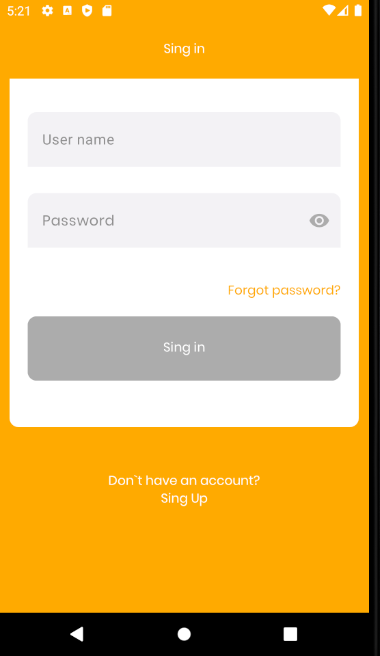 5:21
Sing in
User name
Password
Forgot password?
Sing in
Don`t have an account?
Sing Up